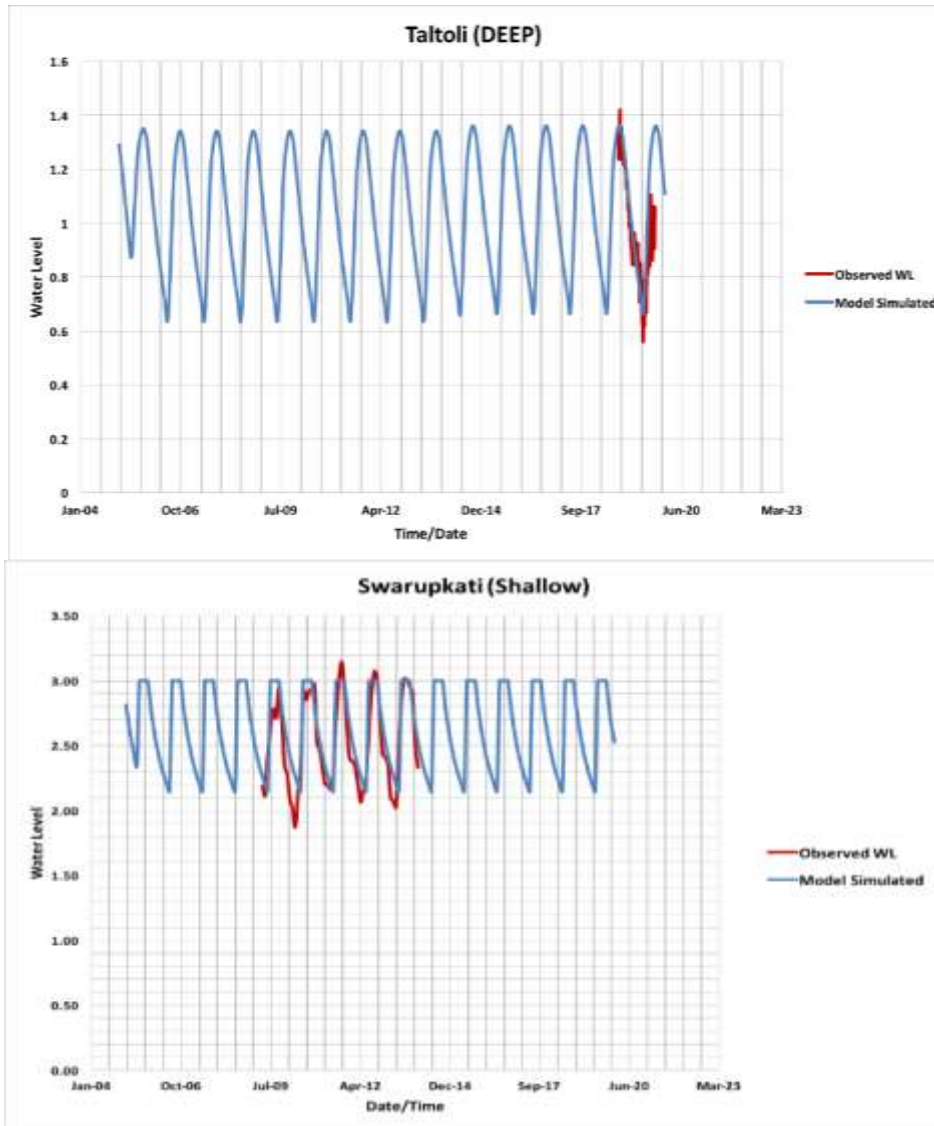 Taltoli (DEEP)
1.6
1.4
1.2
1
0.8
0.6
0.4
0.2
0
Water Level
Jan-04 Oct-06 Jul-09 Apr-12 Dec-14 Sep-17 Jun-20 Mar-23
Time/Date
Observed WL
Model Simulated
Swarupkati (Shallow)
3.50
3.00
2.50
2.00
1.50
1.00
0.50
0.00
Water Level
Jan-04 Oct-06 Jul-09 Apr-12 Dec-14 Sep-17 Jun-20 Mar-23
Date/Time
Observed WL
Model Simulated